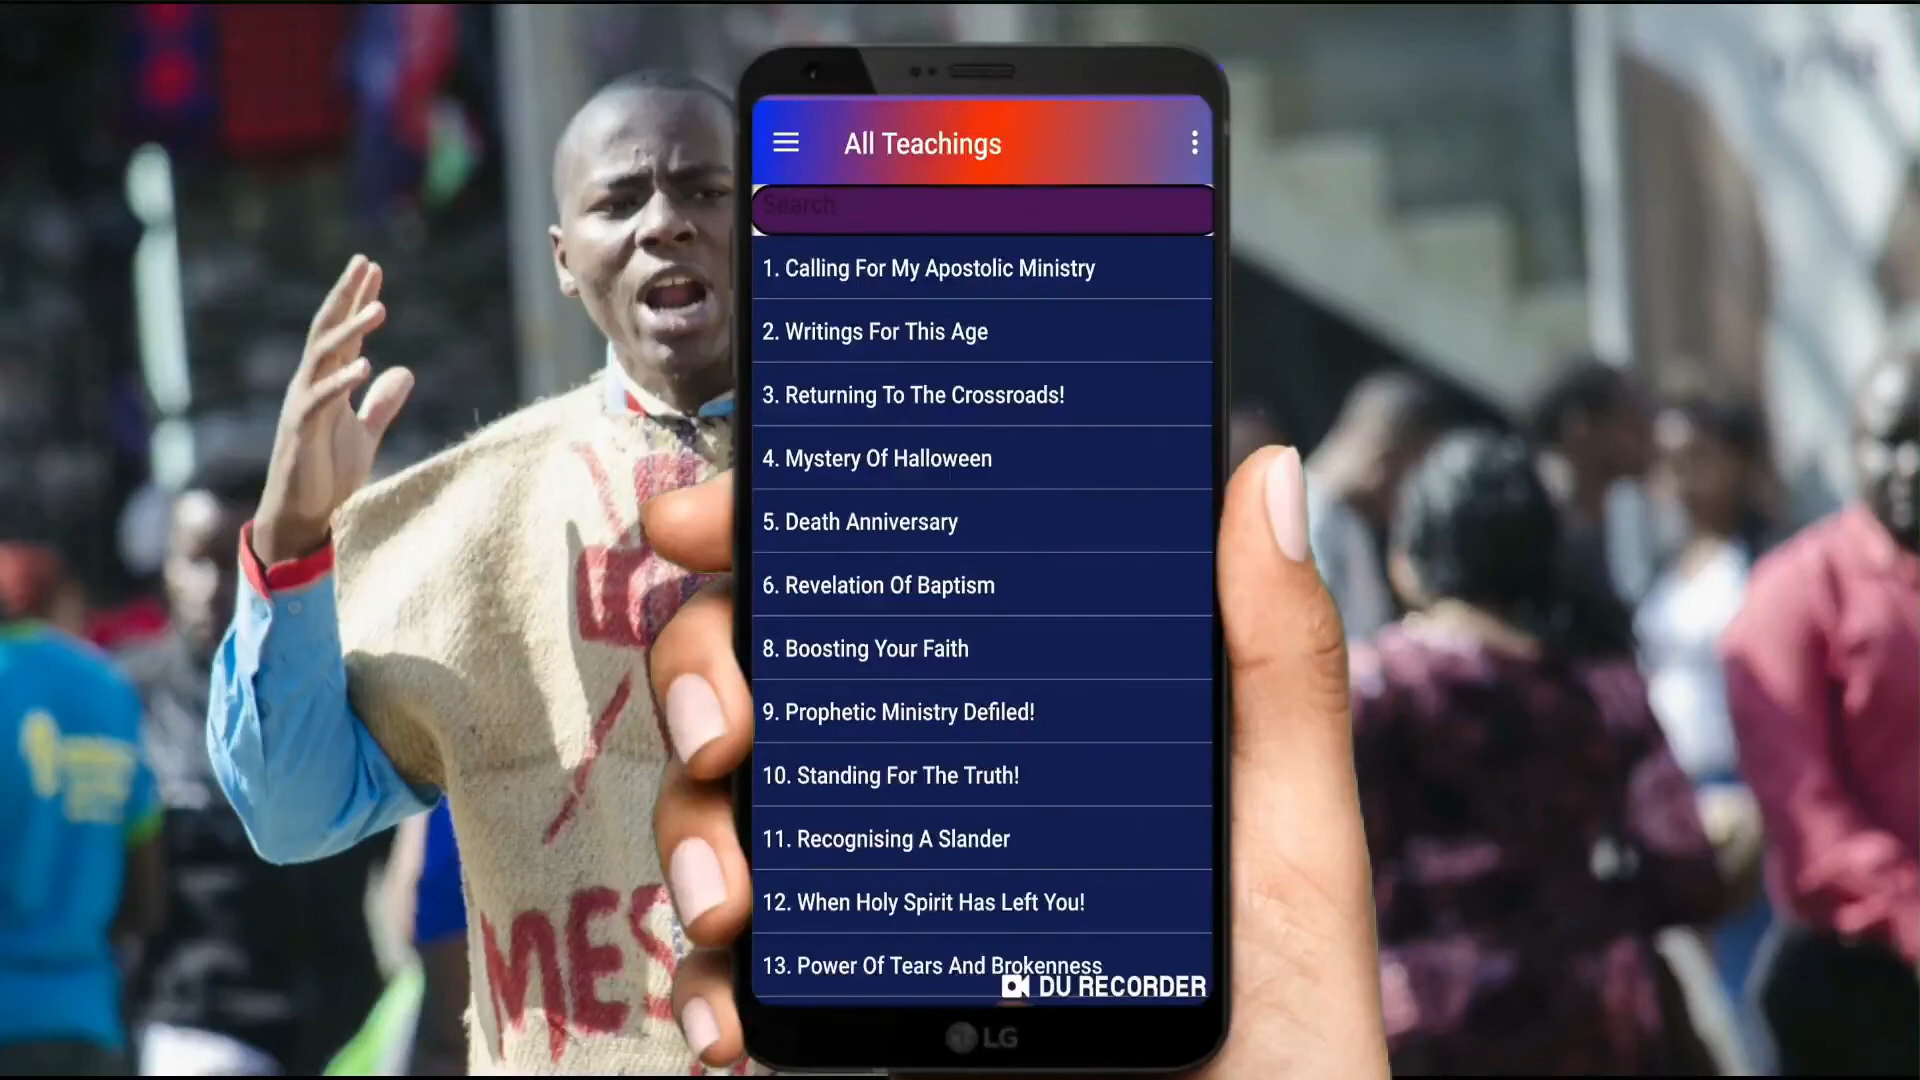 All Teachings
Search
1. Calling For My Apostolic Ministry
2. Writings For This Age
3. Returning To The Crossroads!
4. Mystery Of Halloween
5. Death Anniversary
6. Revelation Of Baptism
8. Boosting Your Faith
9. Prophetic Ministry Defiled!
10. Standing For The Truth!
11. Recognising A Slander
12. When Holy Spirit Has Left You!
13. Power Of Tears And Brokenness
DU RECORDER
LG
MES